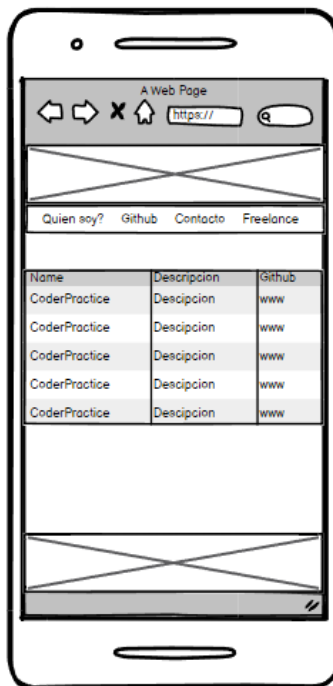 A Web Page
https://
Quien soy? Github Contacto Freelance
Name Descripcion Github
CoderPractice Descipcion www
CoderPractice Descipcion www
CoderPractice Descipcion www
CoderPractice Descipcion www
CoderPractice Descipcion www